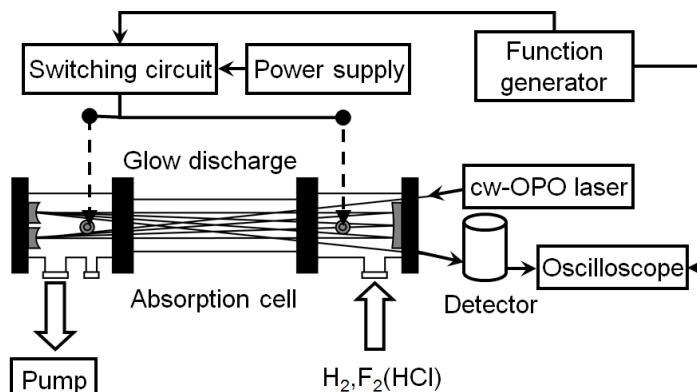 Switching circuit
Power supply
Function
generator
Glow discharge
cw-OPO laser
Absorption cell
Detector
Oscilloscope
Pump
H₂,F₂(HCl)